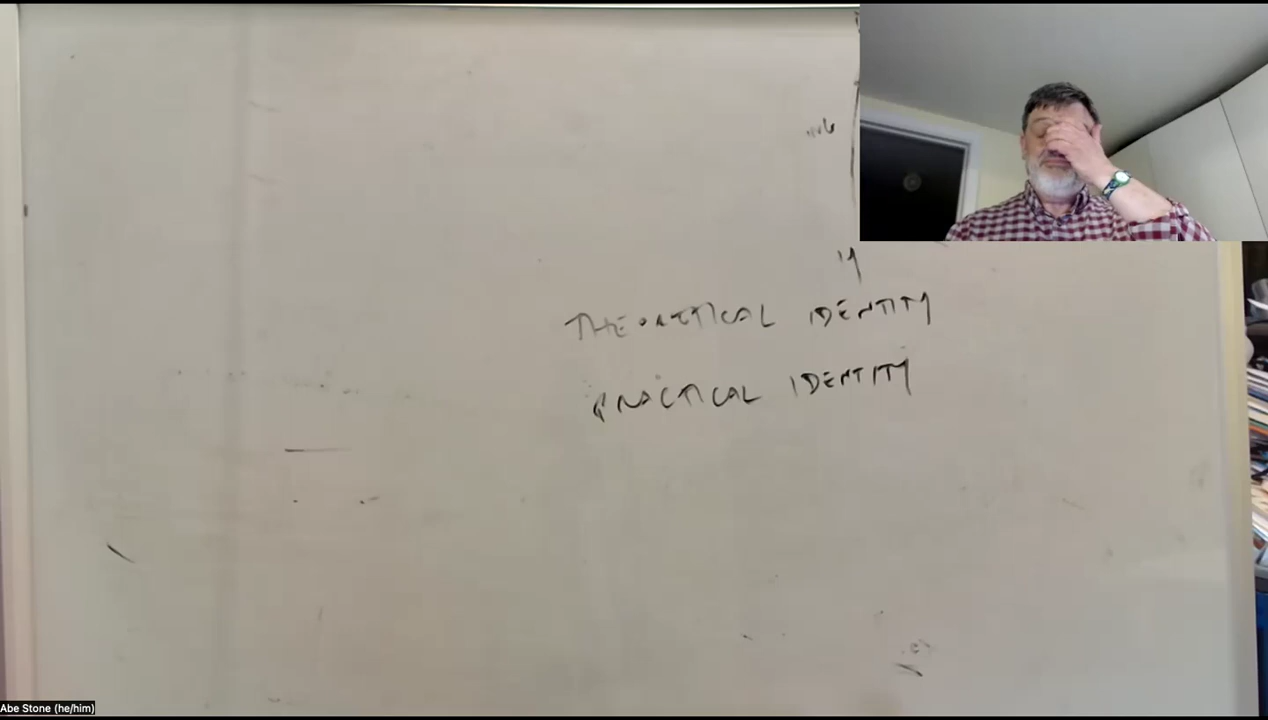 THEORETICAL IDENTITY
PRACTICAL IDENTITY
Abe Stone (he/him)